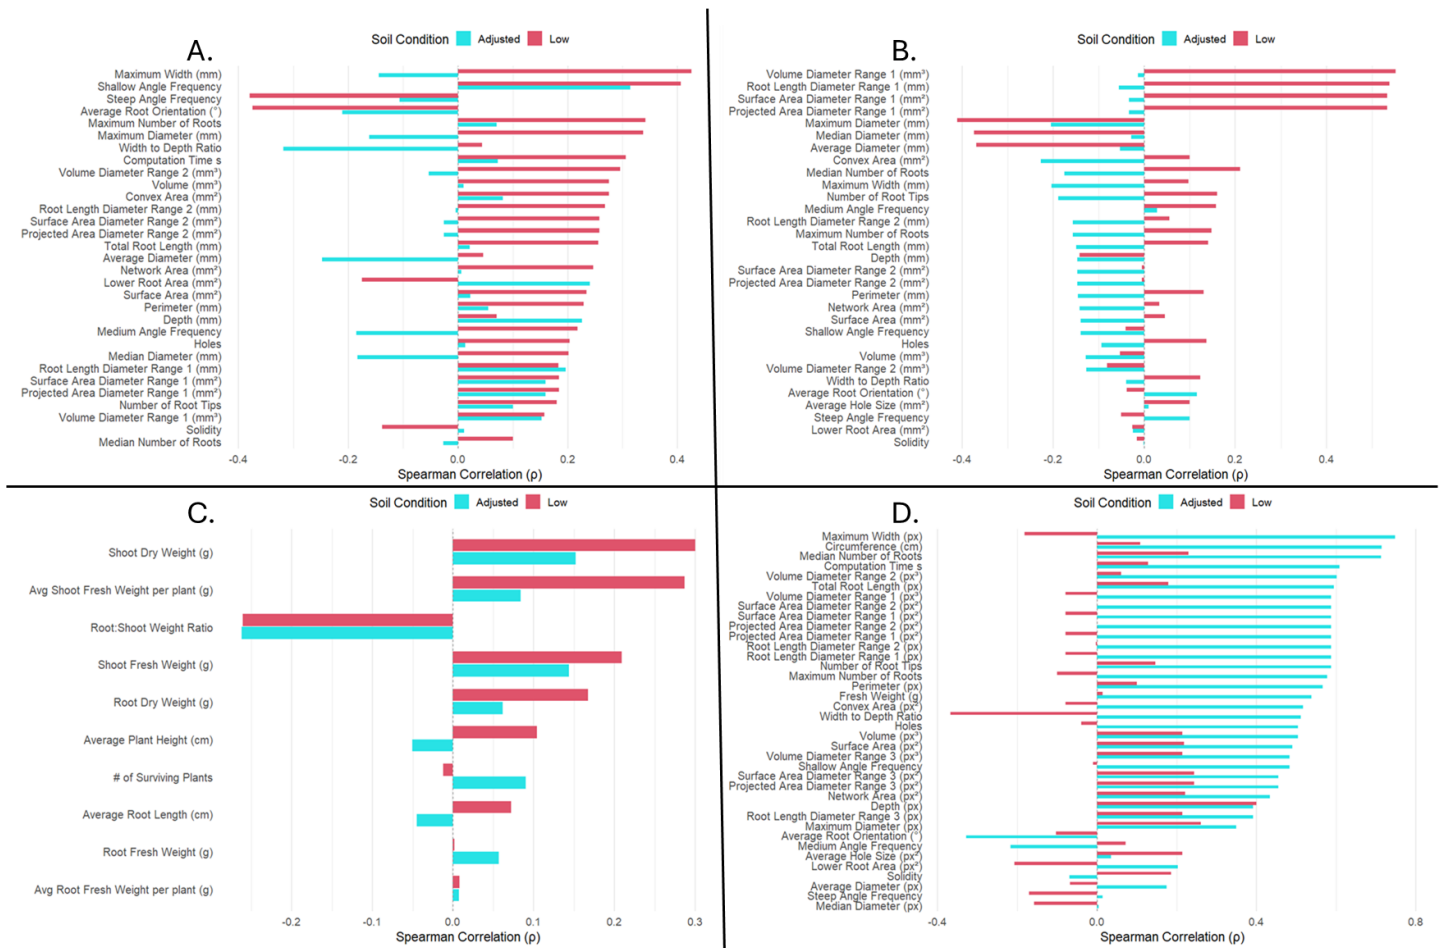 A.
Soil Condition Adjusted Low
Maximum Width (mm)
Shallow Angle Frequency
Steep Angle Frequency
Average Root Orientation (°)
Maximum Number of Roots
Maximum Diameter (mm)
Width to Depth Ratio
Computation Time s
Volume Diameter Range 2 (mm³)
Volume (mm³)
Convex Area (mm²)
Root Length Diameter Range 2 (mm)
Surface Area Diameter Range 2 (mm²)
Projected Area Diameter Range 2 (mm²)
Total Root Length (mm)
Average Diameter (mm)
Network Area (mm²)
Lower Root Area (mm²)
Surface Area (mm²)
Perimeter (mm)
Depth (mm)
Medium Angle Frequency
Holes
Median Diameter (mm)
Root Length Diameter Range 1 (mm)
Surface Area Diameter Range 1 (mm²)
Projected Area Diameter Range 1 (mm²)
Number of Root Tips
Volume Diameter Range 1 (mm³)
Solidity
Median Number of Roots
-0.4 -0.2 0.0 0.2 0.4
Spearman Correlation (ρ)
B.
Soil Condition Adjusted Low
Volume Diameter Range 1 (mm³)
Root Length Diameter Range 1 (mm)
Surface Area Diameter Range 1 (mm²)
Projected Area Diameter Range 1 (mm²)
Maximum Diameter (mm)
Median Diameter (mm)
Average Diameter (mm)
Convex Area (mm²)
Median Number of Roots
Maximum Width (mm)
Number of Root Tips
Medium Angle Frequency
Root Length Diameter Range 2 (mm)
Maximum Number of Roots
Total Root Length (mm)
Depth (mm)
Surface Area Diameter Range 2 (mm²)
Projected Area Diameter Range 2 (mm²)
Perimeter (mm)
Network Area (mm²)
Surface Area (mm²)
Shallow Angle Frequency
Holes
Volume (mm³)
Volume Diameter Range 2 (mm³)
Width to Depth Ratio
Average Root Orientation (°)
Average Hole Size (mm²)
Steep Angle Frequency
Lower Root Area (mm²)
Solidity
-0.4 -0.2 0.0 0.2 0.4
Spearman Correlation (ρ)
C.
Soil Condition Adjusted Low
Shoot Dry Weight (g)
Avg Shoot Fresh Weight per plant (g)
Root:Shoot Weight Ratio
Shoot Fresh Weight (g)
Root Dry Weight (g)
Average Plant Height (cm)
# of Surviving Plants
Average Root Length (cm)
Root Fresh Weight (g)
Avg Root Fresh Weight per plant (g)
-0.2 -0.1 0.0 0.1 0.2 0.3
Spearman Correlation (ρ)
D.
Soil Condition Adjusted Low
Maximum Width (px)
Circumference (cm)
Median Number of Roots
Computation Time s
Volume Diameter Range 2 (px³)
Total Root Length (px)
Volume Diameter Range 1 (px³)
Surface Area Diameter Range 2 (px²)
Surface Area Diameter Range 1 (px²)
Projected Area Diameter Range 2 (px²)
Projected Area Diameter Range 1 (px²)
Root Length Diameter Range 2 (px)
Root Length Diameter Range 1 (px)
Number of Root Tips
Maximum Number of Roots
Perimeter (px)
Fresh Weight (g)
Convex Area (px²)
Width to Depth Ratio
Holes
Volume (px³)
Surface Area (px²)
Volume Diameter Range 3 (px³)
Shallow Angle Frequency
Surface Area Diameter Range 3 (px²)
Projected Area Diameter Range 3 (px²)
Network Area (px²)
Depth (px)
Root Length Diameter Range 3 (px)
Maximum Diameter (px)
Average Root Orientation (°)
Medium Angle Frequency
Average Hole Size (px²)
Lower Root Area (px²)
Solidity
Average Diameter (px)
Steep Angle Frequency
Median Diameter (px)
-0.4 0.0 0.4 0.8
Spearman Correlation (ρ)